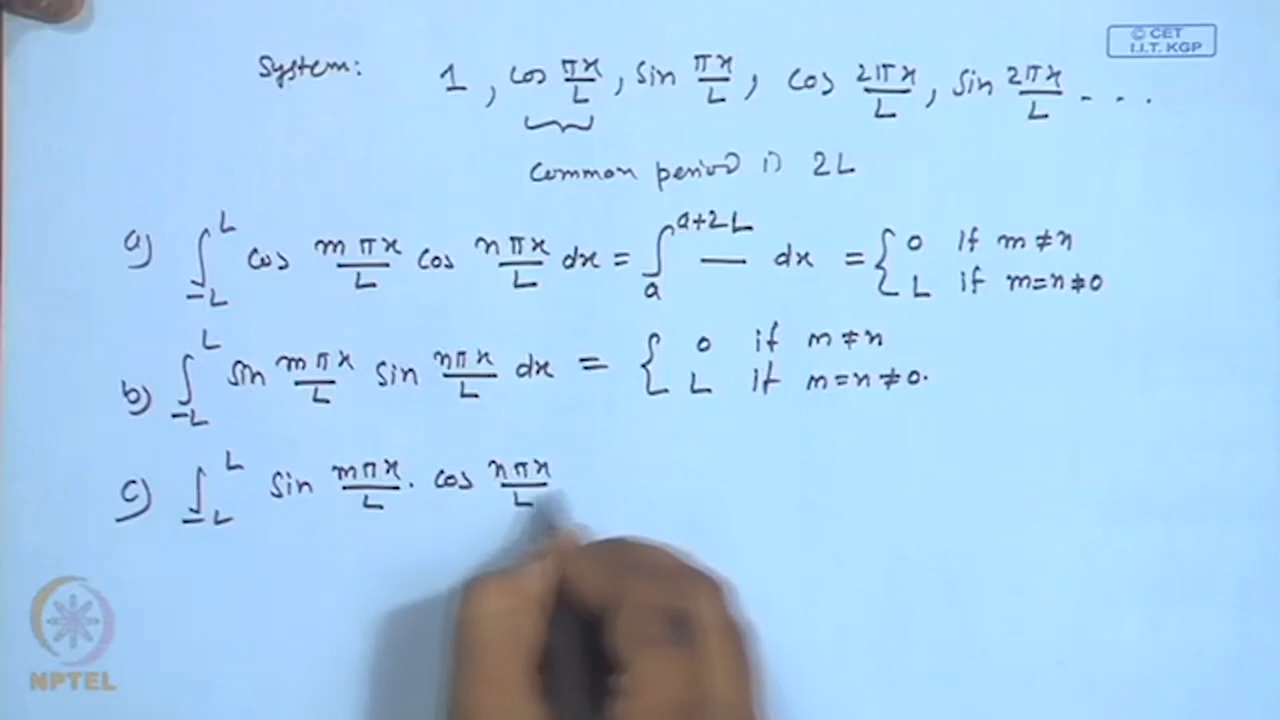 © CET
I.I.T. KGP
System: 1, cos πx/L, sin πx/L, cos 2πx/L, sin 2πx/L ...
Common period is 2L
a) ∫_{-L}^{L} cos mπx/L cos nπx/L dx = ∫_{a}^{a+2L} — dx = { 0 if m≠n
L if m=n≠0
b) ∫_{-L}^{L} sin mπx/L sin nπx/L dx = { 0 if m≠n
L if m=n≠0.
c) ∫_{-L}^{L} sin mπx/L . cos nπx/L
NPTEL